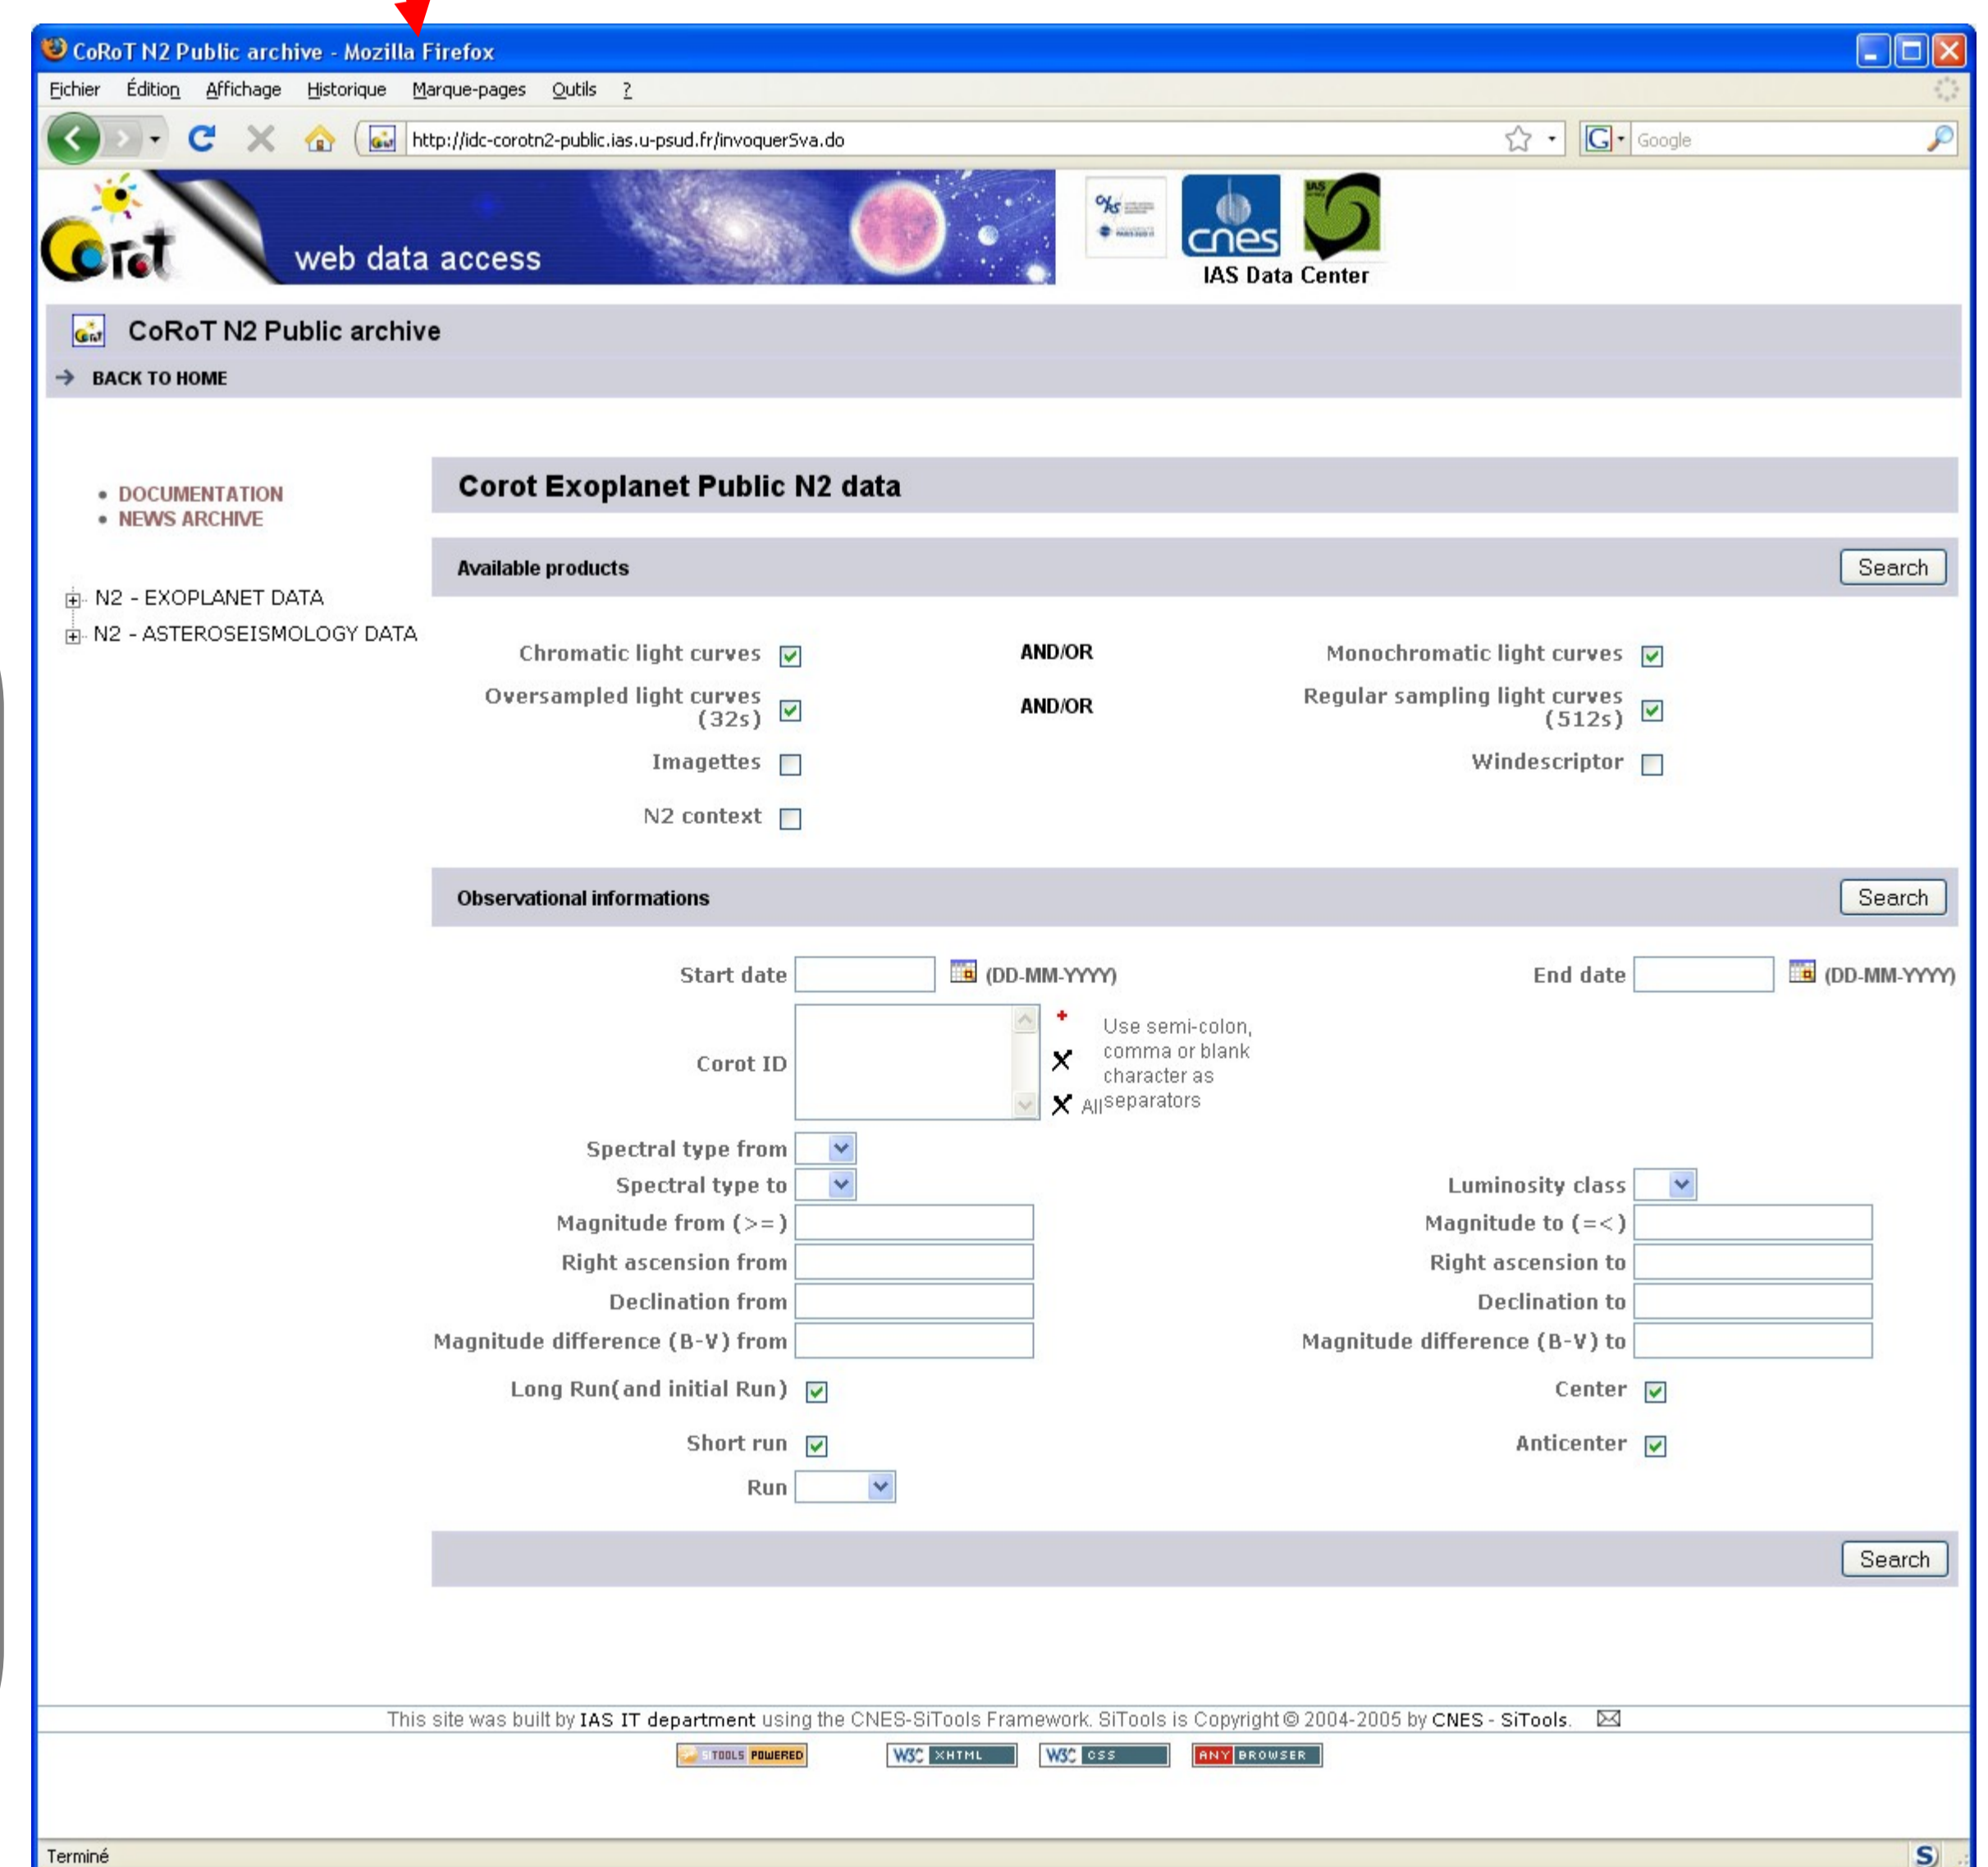 CoRoT N2 Public archive - Mozilla Firefox
Fichier Édition Affichage Historique Marque-pages Outils ?
http://idc-corotn2-public.ias.u-psud.fr/invoquerSva.do
Google
Corot
web data access
cnes
IAS
IAS Data Center
CoRoT N2 Public archive
BACK TO HOME
DOCUMENTATION
NEWS ARCHIVE
N2 - EXOPLANET DATA
N2 - ASTEROSEISMOLOGY DATA
Corot Exoplanet Public N2 data
Available products Search
Chromatic light curves AND/OR Monochromatic light curves
Oversampled light curves (32s) AND/OR Regular sampling light curves (512s)
Imagettes Windescriptor
N2 context
Observational informations Search
Start date (DD-MM-YYYY) End date (DD-MM-YYYY)
Corot ID
Use semi-colon,
comma or blank
character as
All separators
Spectral type from
Spectral type to Luminosity class
Magnitude from (>=) Magnitude to (=<)
Right ascension from Right ascension to
Declination from Declination to
Magnitude difference (B-V) from Magnitude difference (B-V) to
Long Run(and initial Run) Center
Short run Anticenter
Run
Search
This site was built by IAS IT department using the CNES-SiTools Framework. SiTools is Copyright © 2004-2005 by CNES - SiTools.
SITOOLS POWERED W3C XHTML W3C CSS ANY BROWSER
Terminé